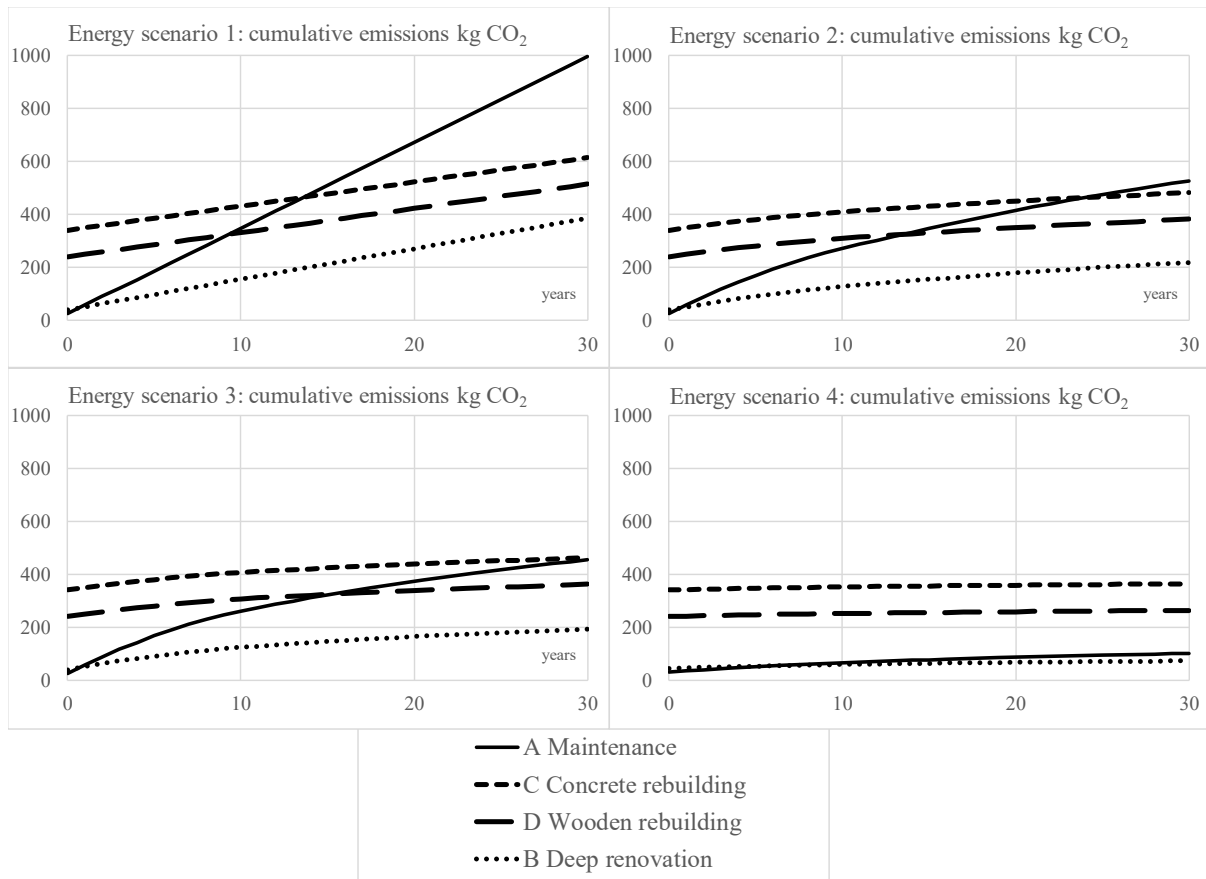 Energy scenario 1: cumulative emissions kg CO₂
1000
800
600
400
200
0
years
0 10 20 30
Energy scenario 2: cumulative emissions kg CO₂
1000
800
600
400
200
0
years
0 10 20 30
Energy scenario 3: cumulative emissions kg CO₂
1000
800
600
400
200
0
years
0 10 20 30
Energy scenario 4: cumulative emissions kg CO₂
1000
800
600
400
200
0
0 10 20 30
A Maintenance
C Concrete rebuilding
D Wooden rebuilding
B Deep renovation